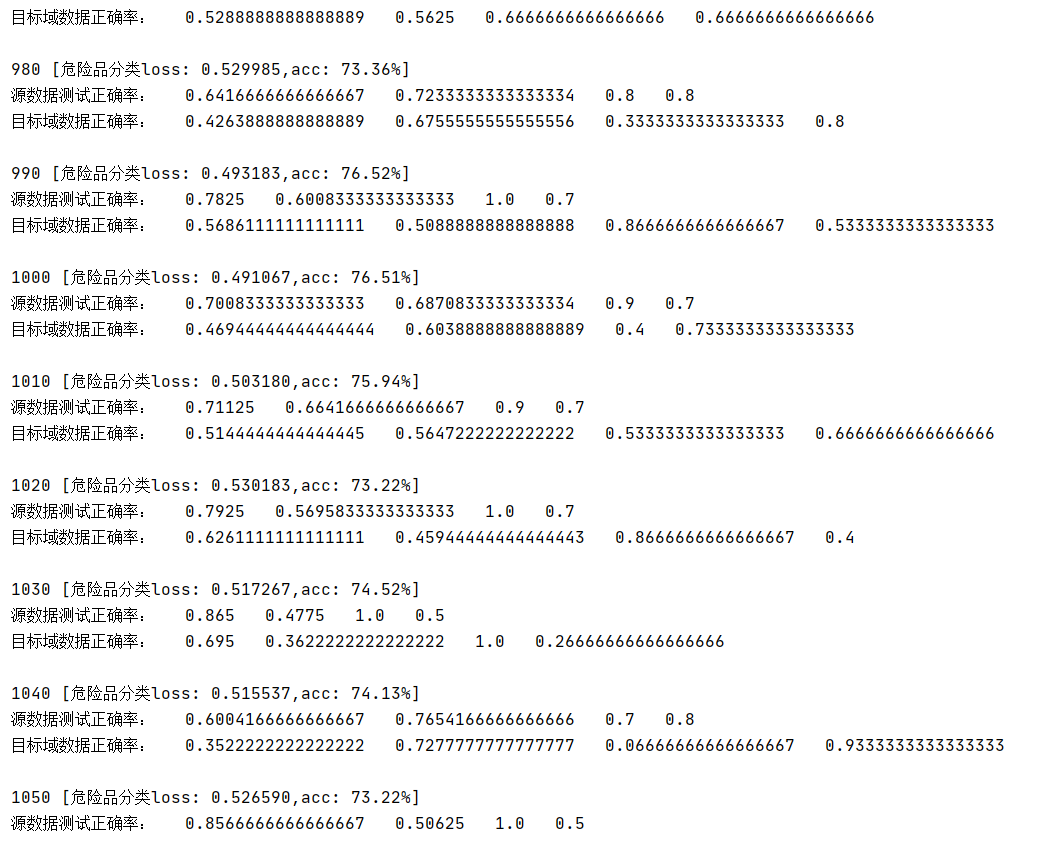 目标域数据正确率： 0.5288888888888889 0.5625 0.6666666666666666 0.6666666666666666
980 [危险品分类loss: 0.529985,acc: 73.36%]
源数据测试正确率： 0.6416666666666667 0.7233333333333334 0.8 0.8
目标域数据正确率： 0.4263888888888889 0.6755555555555556 0.3333333333333333 0.8
990 [危险品分类loss: 0.493183,acc: 76.52%]
源数据测试正确率： 0.7825 0.6008333333333333 1.0 0.7
目标域数据正确率： 0.5686111111111111 0.5088888888888888 0.8666666666666667 0.5333333333333333
1000 [危险品分类loss: 0.491067,acc: 76.51%]
源数据测试正确率： 0.7008333333333333 0.6870833333333334 0.9 0.7
目标域数据正确率： 0.46944444444444444 0.6038888888888889 0.4 0.7333333333333333
1010 [危险品分类loss: 0.503180,acc: 75.94%]
源数据测试正确率： 0.71125 0.6641666666666667 0.9 0.7
目标域数据正确率： 0.5144444444444445 0.5647222222222222 0.5333333333333333 0.6666666666666666
1020 [危险品分类loss: 0.530183,acc: 73.22%]
源数据测试正确率： 0.7925 0.5695833333333333 1.0 0.7
目标域数据正确率： 0.6261111111111111 0.45944444444444443 0.8666666666666667 0.4
1030 [危险品分类loss: 0.517267,acc: 74.52%]
源数据测试正确率： 0.865 0.4775 1.0 0.5
目标域数据正确率： 0.695 0.3622222222222222 1.0 0.26666666666666666
1040 [危险品分类loss: 0.515537,acc: 74.13%]
源数据测试正确率： 0.6004166666666667 0.7654166666666666 0.7 0.8
目标域数据正确率： 0.3522222222222222 0.7277777777777777 0.06666666666666667 0.9333333333333333
1050 [危险品分类loss: 0.526590,acc: 73.22%]
源数据测试正确率： 0.8566666666666667 0.50625 1.0 0.5